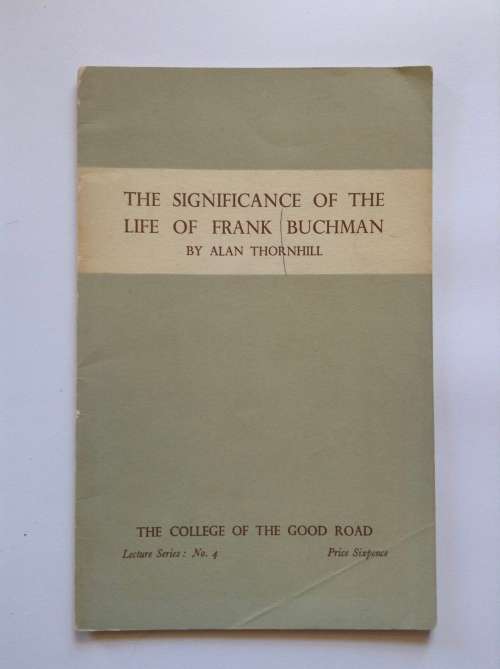 THE SIGNIFICANCE OF THE
LIFE OF FRANK BUCHMAN
BY ALAN THORNHILL
THE COLLEGE OF THE GOOD ROAD
Lecture Series: No. 4 Price Sixpence